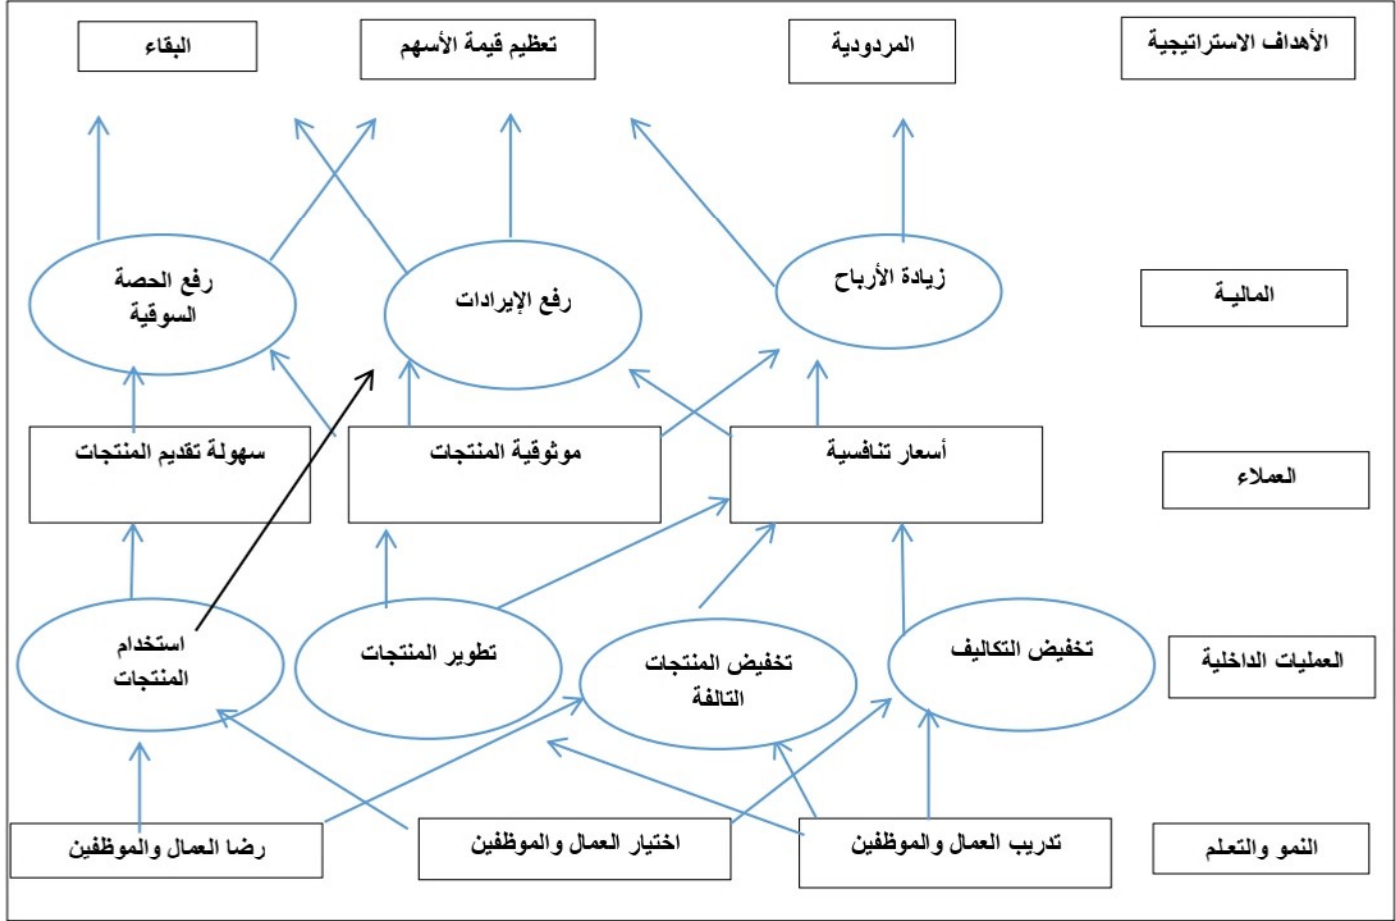 الأهداف الاستراتيجية
المردودية
تعظيم قيمة الأسهم
البقاء
المالية
زيادة الأرباح
رفع الإيرادات
رفع الحصة
السوقية
العملاء
أسعار تنافسية
موثوقية المنتجات
سهولة تقديم المنتجات
العمليات الداخلية
تخفيض التكاليف
تخفيض المنتجات
التالفة
تطوير المنتجات
استخدام
المنتجات
النمو والتعلم
تدريب العمال والموظفين
اختيار العمال والموظفين
رضا العمال والموظفين